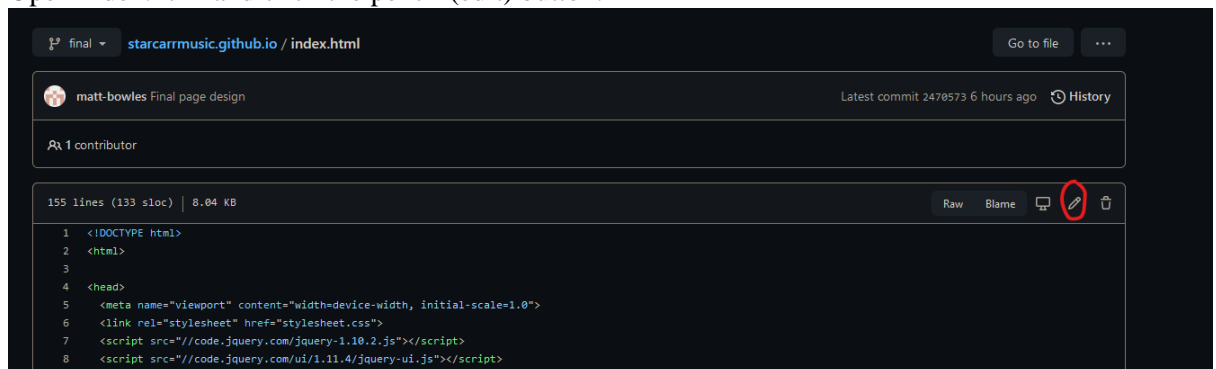 final
starcarrmusic.github.io / index.html
Go to file
...
matt-bowles Final page design
Latest commit 2470573 6 hours ago
History
1 contributor
155 lines (133 sloc) | 8.04 KB
Raw
Blame
1 <!DOCTYPE html>
2 <html>
3
4 <head>
5 <meta name="viewport" content="width=device-width, initial-scale=1.0">
6 <link rel="stylesheet" href="stylesheet.css">
7 <script src="//code.jquery.com/jquery-1.10.2.js"></script>
8 <script src="//code.jquery.com/ui/1.11.4/jquery-ui.js"></script>